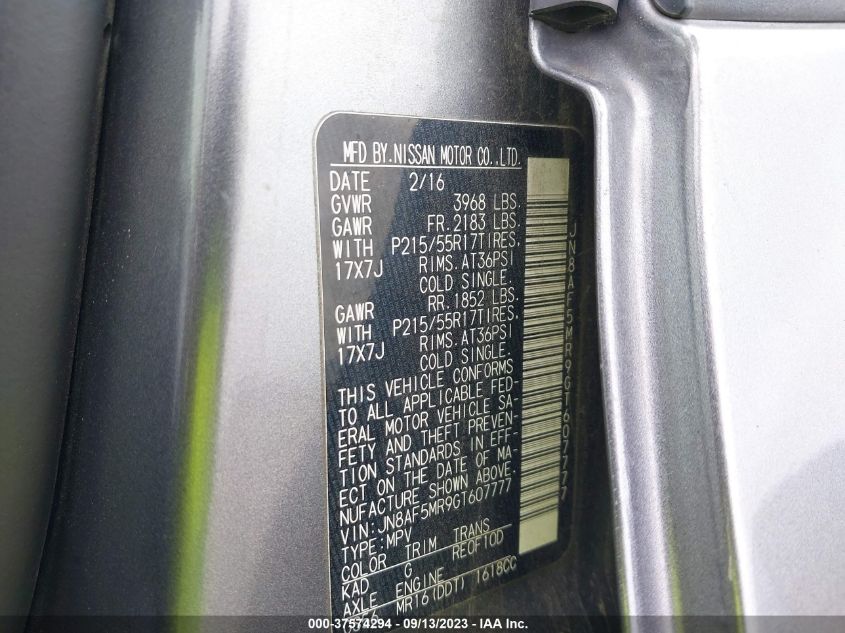 MFD BY.NISSAN MOTOR CO.,LTD.
DATE 2/16
GVWR 3968 LBS.
GAWR FR.2183 LBS.
WITH P215/55R17TIRES,
17X7J RIMS.AT36PSI
COLD SINGLE.
GAWR RR.1852 LBS.
WITH P215/55R17TIRES,
17X7J RIMS.AT36PSI
COLD SINGLE.
THIS VEHICLE CONFORMS
TO ALL APPLICABLE FED-
ERAL MOTOR VEHICLE SA-
FETY AND THEFT PREVEN-
TION STANDARDS IN EFF-
ECT ON THE DATE OF MA-
NUFACTURE SHOWN ABOVE.
VIN:JN8AF5MR9GT607777
TYPE:MPV
COLOR TRIM TRANS
KAD G RE0F10D
AXLE ENGINE
MR16(DDT) 1618CC
JN8AF5MR9GT607777
000-37574294 - 09/13/2023 - IAAI.com